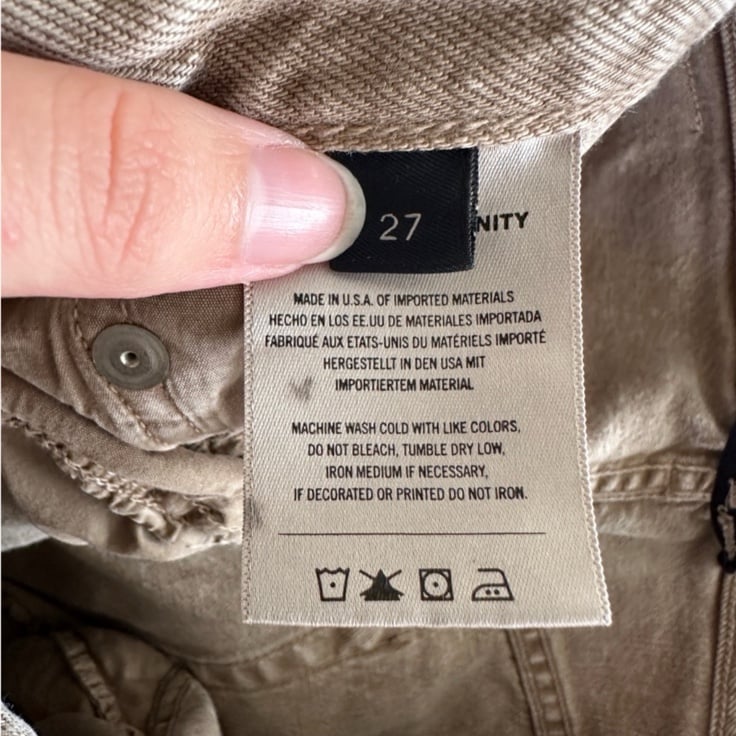 27
NITY
MADE IN U.S.A. OF IMPORTED MATERIALS
HECHO EN LOS EE.UU DE MATERIALES IMPORTADA
FABRIQUÉ AUX ETATS-UNIS DU MATÉRIELS IMPORTÉ
HERGESTELLT IN DEN USA MIT
IMPORTIERTEM MATERIAL
MACHINE WASH COLD WITH LIKE COLORS,
DO NOT BLEACH, TUMBLE DRY LOW,
IRON MEDIUM IF NECESSARY,
IF DECORATED OR PRINTED DO NOT IRON.